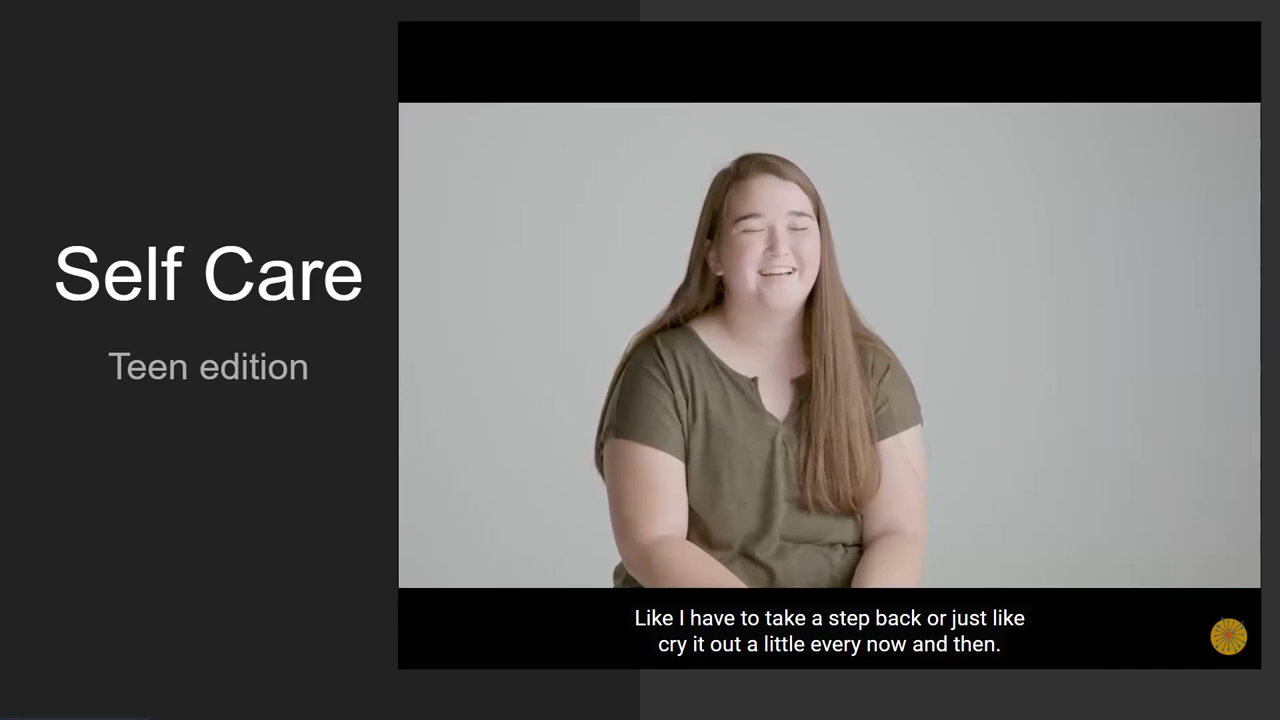 Self Care
Teen edition
Like I have to take a step back or just like
cry it out a little every now and then.